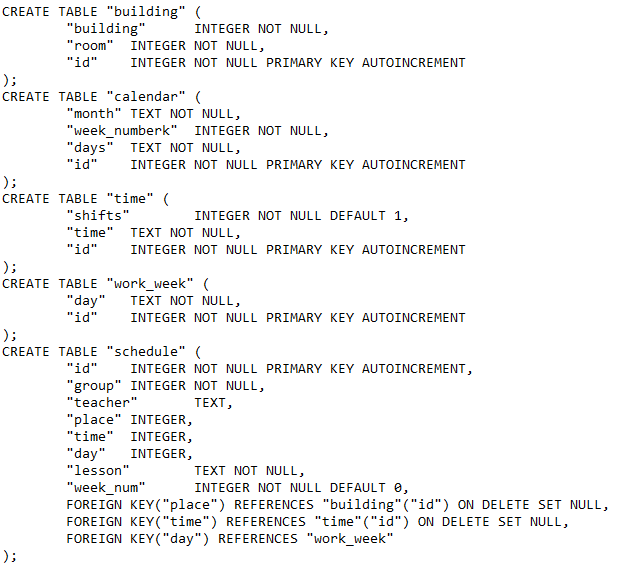 CREATE TABLE "building" (
"building" INTEGER NOT NULL,
"room" INTEGER NOT NULL,
"id" INTEGER NOT NULL PRIMARY KEY AUTOINCREMENT
);
CREATE TABLE "calendar" (
"month" TEXT NOT NULL,
"week_numberk" INTEGER NOT NULL,
"days" TEXT NOT NULL,
"id" INTEGER NOT NULL PRIMARY KEY AUTOINCREMENT
);
CREATE TABLE "time" (
"shifts" INTEGER NOT NULL DEFAULT 1,
"time" TEXT NOT NULL,
"id" INTEGER NOT NULL PRIMARY KEY AUTOINCREMENT
);
CREATE TABLE "work_week" (
"day" TEXT NOT NULL,
"id" INTEGER NOT NULL PRIMARY KEY AUTOINCREMENT
);
CREATE TABLE "schedule" (
"id" INTEGER NOT NULL PRIMARY KEY AUTOINCREMENT,
"group" INTEGER NOT NULL,
"teacher" TEXT,
"place" INTEGER,
"time" INTEGER,
"day" INTEGER,
"lesson" TEXT NOT NULL,
"week_num" INTEGER NOT NULL DEFAULT 0,
FOREIGN KEY("place") REFERENCES "building"("id") ON DELETE SET NULL,
FOREIGN KEY("time") REFERENCES "time"("id") ON DELETE SET NULL,
FOREIGN KEY("day") REFERENCES "work_week"
);